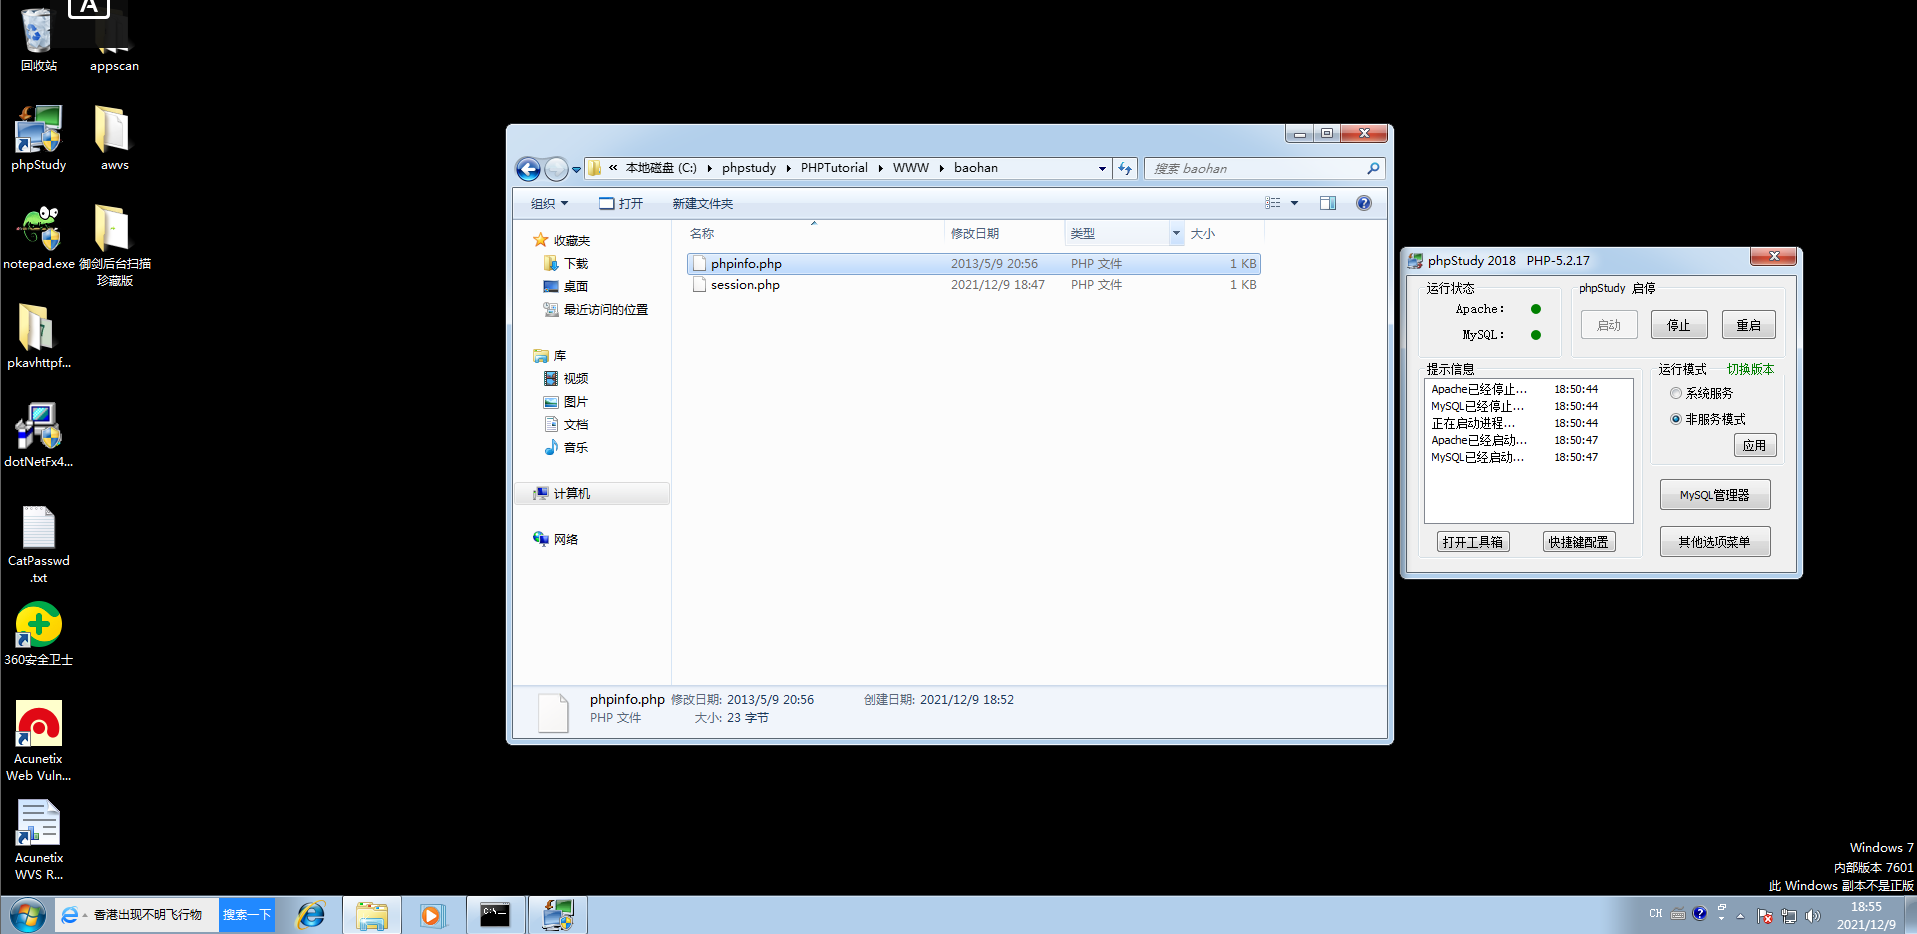 A
回收站
appscan
phpStudy
awvs
notepad.exe
御剑后台扫描
珍藏版
pkavhttpf...
dotNetFx4...
CatPasswd
.txt
360安全卫士
Acunetix
Web Vuln...
Acunetix
WVS R...
« 本地磁盘 (C:) phpstudy PHPTutorial WWW baohan
搜索 baohan
组织 打开 新建文件夹
名称 修改日期 类型 大小
phpinfo.php 2013/5/9 20:56 PHP 文件 1 KB
session.php 2021/12/9 18:47 PHP 文件 1 KB
收藏夹
下载
桌面
最近访问的位置
库
视频
图片
文档
音乐
计算机
网络
phpinfo.php 修改日期: 2013/5/9 20:56 创建日期: 2021/12/9 18:52
PHP 文件 大小: 23 字节
phpStudy 2018 PHP-5.2.17
运行状态
Apache:
MySQL:
phpStudy 启停
启动 停止 重启
提示信息
Apache已经停止... 18:50:44
MySQL已经停止... 18:50:44
正在启动进程... 18:50:44
Apache已经启动... 18:50:47
MySQL已经启动... 18:50:47
运行模式 切换版本
系统服务
非服务模式
应用
MySQL管理器
打开工具箱 快捷键配置 其他选项菜单
Windows 7
内部版本 7601
此 Windows 副本不是正版
香港出现不明飞行物 搜索一下
C:\_
CH
18:55
2021/12/9